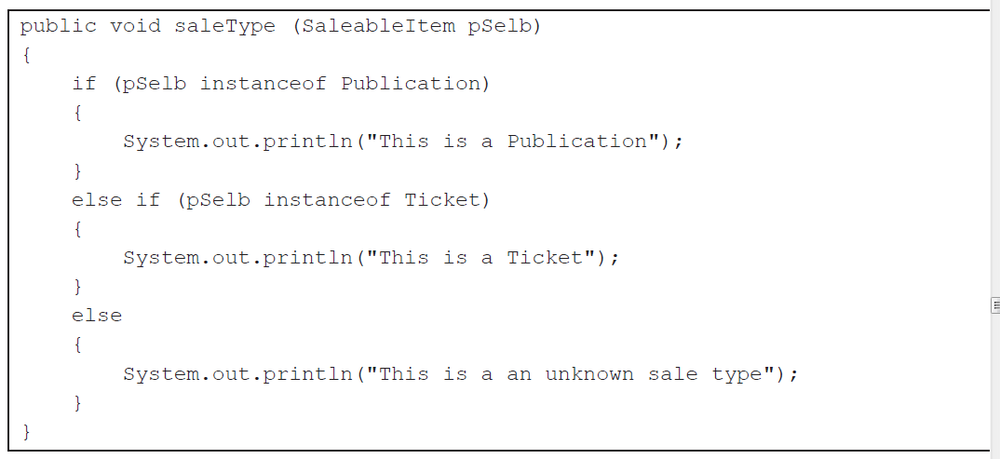 public void saleType (SaleableItem pSelb)
{
    if (pSelb instanceof Publication)
    {
        System.out.println("This is a Publication");
    }
    else if (pSelb instanceof Ticket)
    {
        System.out.println("This is a Ticket");
    }
    else
    {
        System.out.println("This is a an unknown sale type");
    }
}